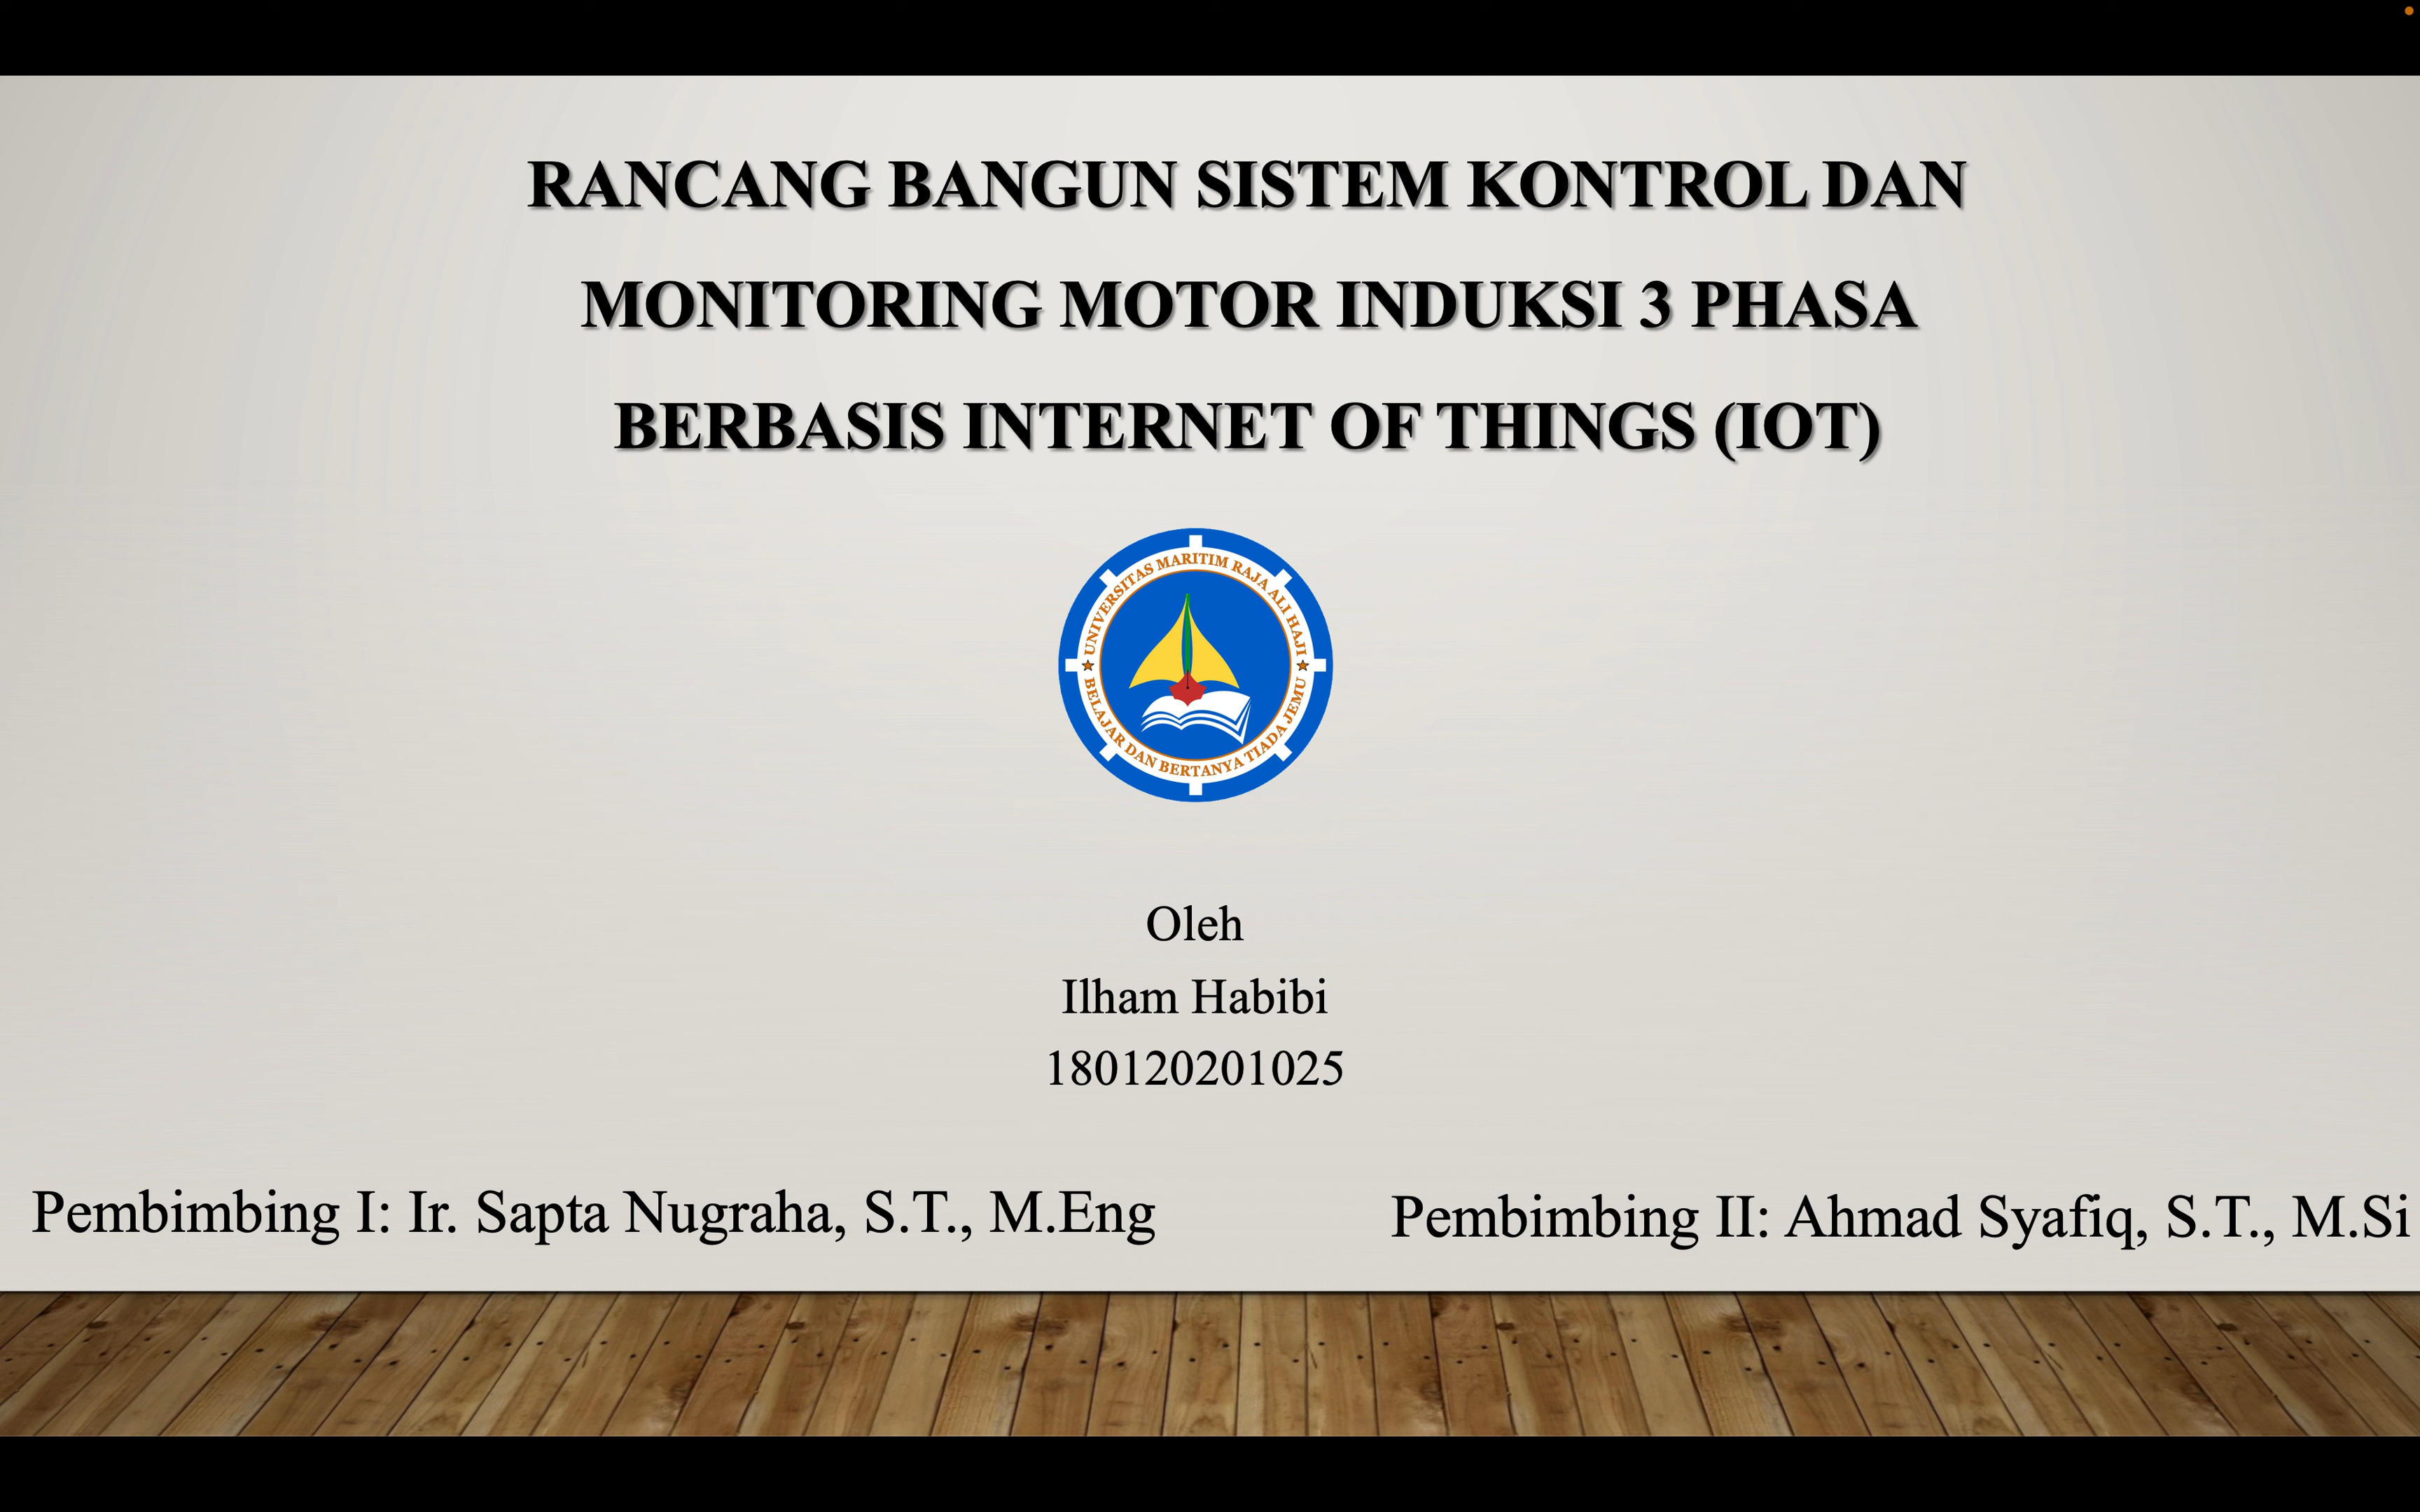 RANCANG BANGUN SISTEM KONTROL DAN
MONITORING MOTOR INDUKSI 3 PHASA
BERBASIS INTERNET OF THINGS (IOT)
UNIVERSITAS MARITIM RAJA ALI HAJI
BELAJAR DAN BERTANYA TIADA JEMU
Oleh
Ilham Habibi
180120201025
Pembimbing I: Ir. Sapta Nugraha, S.T., M.Eng
Pembimbing II: Ahmad Syafiq, S.T., M.Si